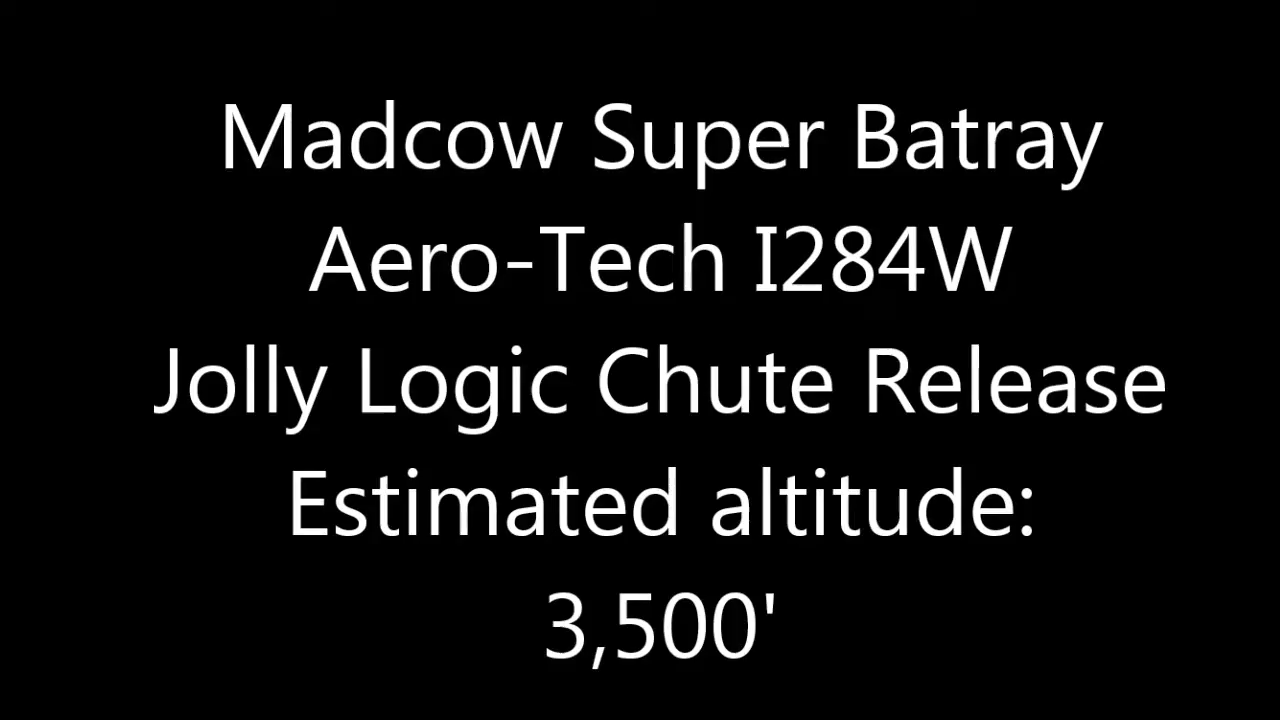 Madcow Super Batray
Aero-Tech I284W
Jolly Logic Chute Release
Estimated altitude:
3,500'